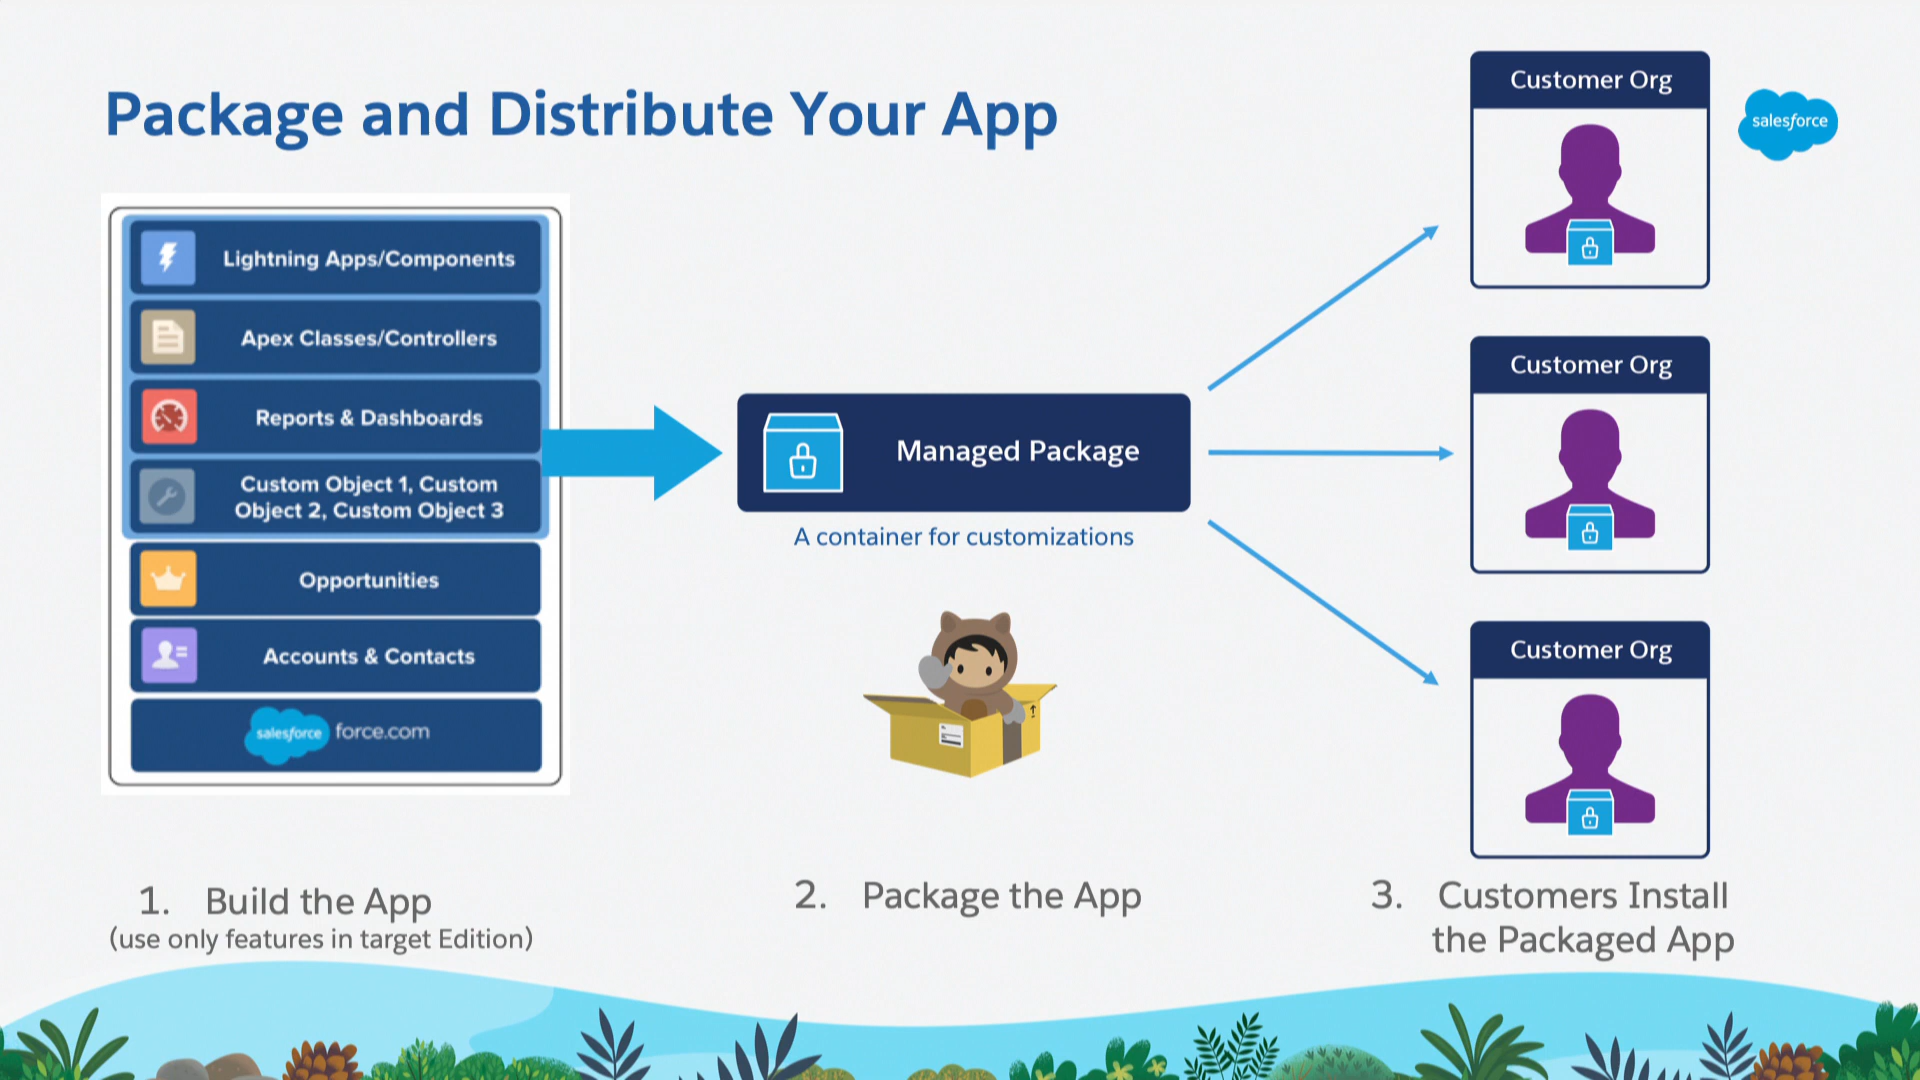 Package and Distribute Your App
salesforce
Lightning Apps/Components
Apex Classes/Controllers
Reports & Dashboards
Custom Object 1, Custom
Object 2, Custom Object 3
Opportunities
Accounts & Contacts
salesforce force.com
1. Build the App
(use only features in target Edition)
Managed Package
A container for customizations
2. Package the App
Customer Org
Customer Org
Customer Org
3. Customers Install
the Packaged App